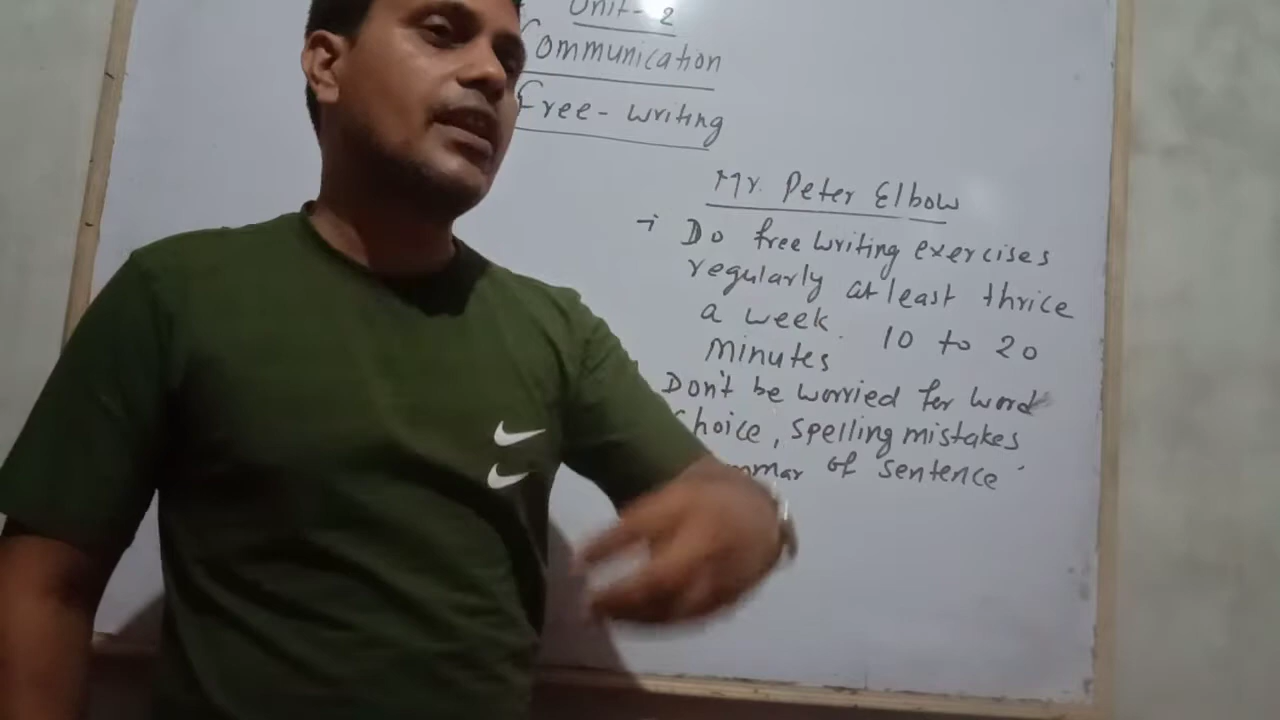 Unit-2
Communication
Free-Writing
Mr. Peter Elbow
→ Do free writing exercises
regularly at least thrice
a week. 10 to 20
minutes
Don't be worried for word
choice, spelling mistakes
of sentence